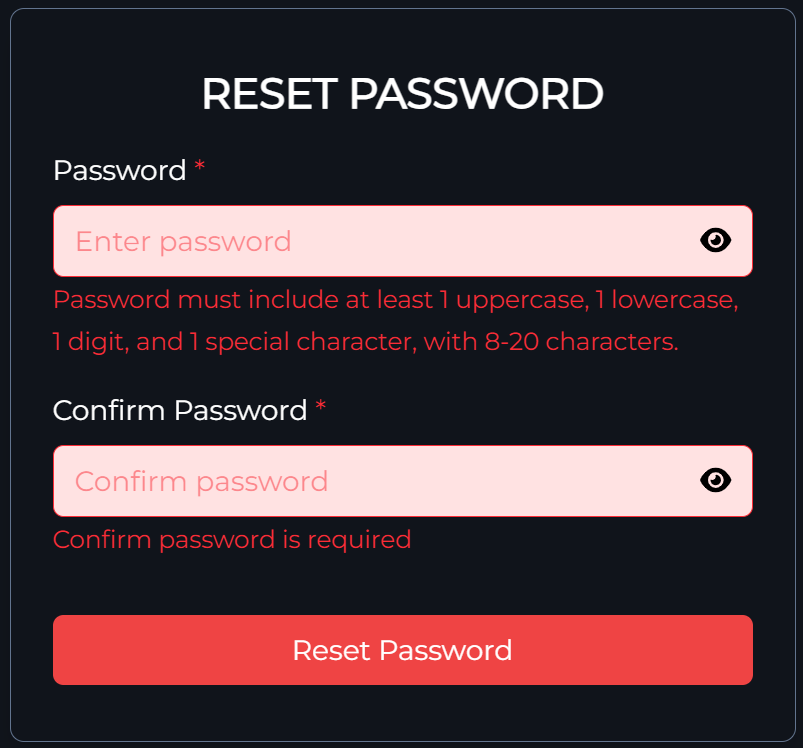 RESET PASSWORD
Password *
Enter password
Password must include at least 1 uppercase, 1 lowercase,
1 digit, and 1 special character, with 8-20 characters.
Confirm Password *
Confirm password
Confirm password is required
Reset Password